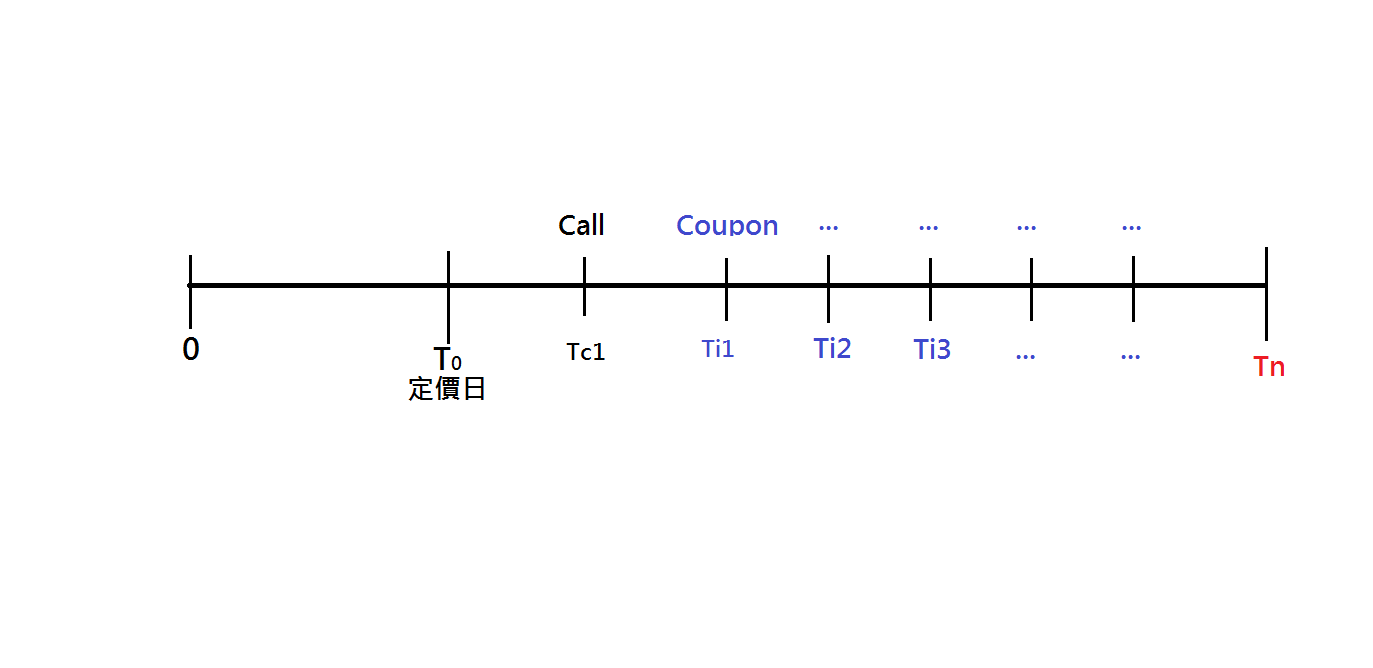 Call Coupon ... ... ... ...
0 T₀ Tc1 Ti1 Ti2 Ti3 ... ... Tn
定價日